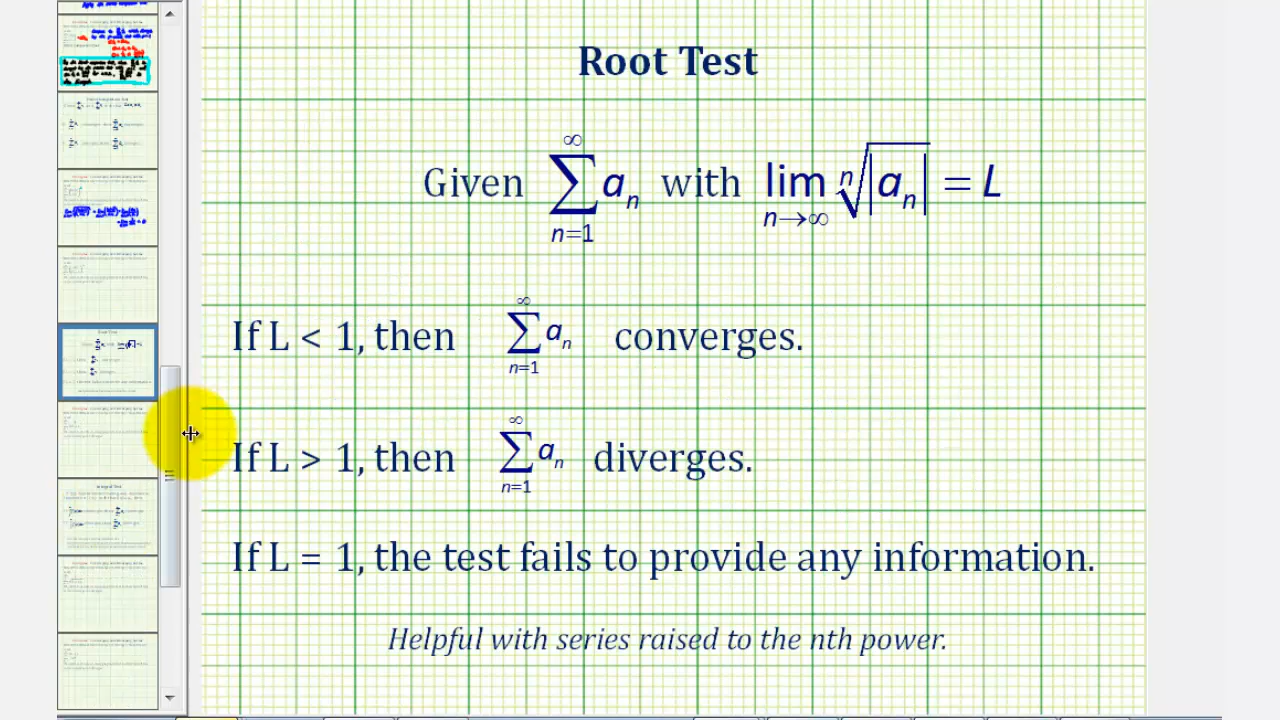 Root Test
Given ∑_{n=1}^{∞} a_n with lim_{n→∞} ⁿ√|a_n| = L
If L < 1, then ∑_{n=1}^{∞} a_n converges.
If L > 1, then ∑_{n=1}^{∞} a_n diverges.
If L = 1, the test fails to provide any information.
Helpful with series raised to the nth power.